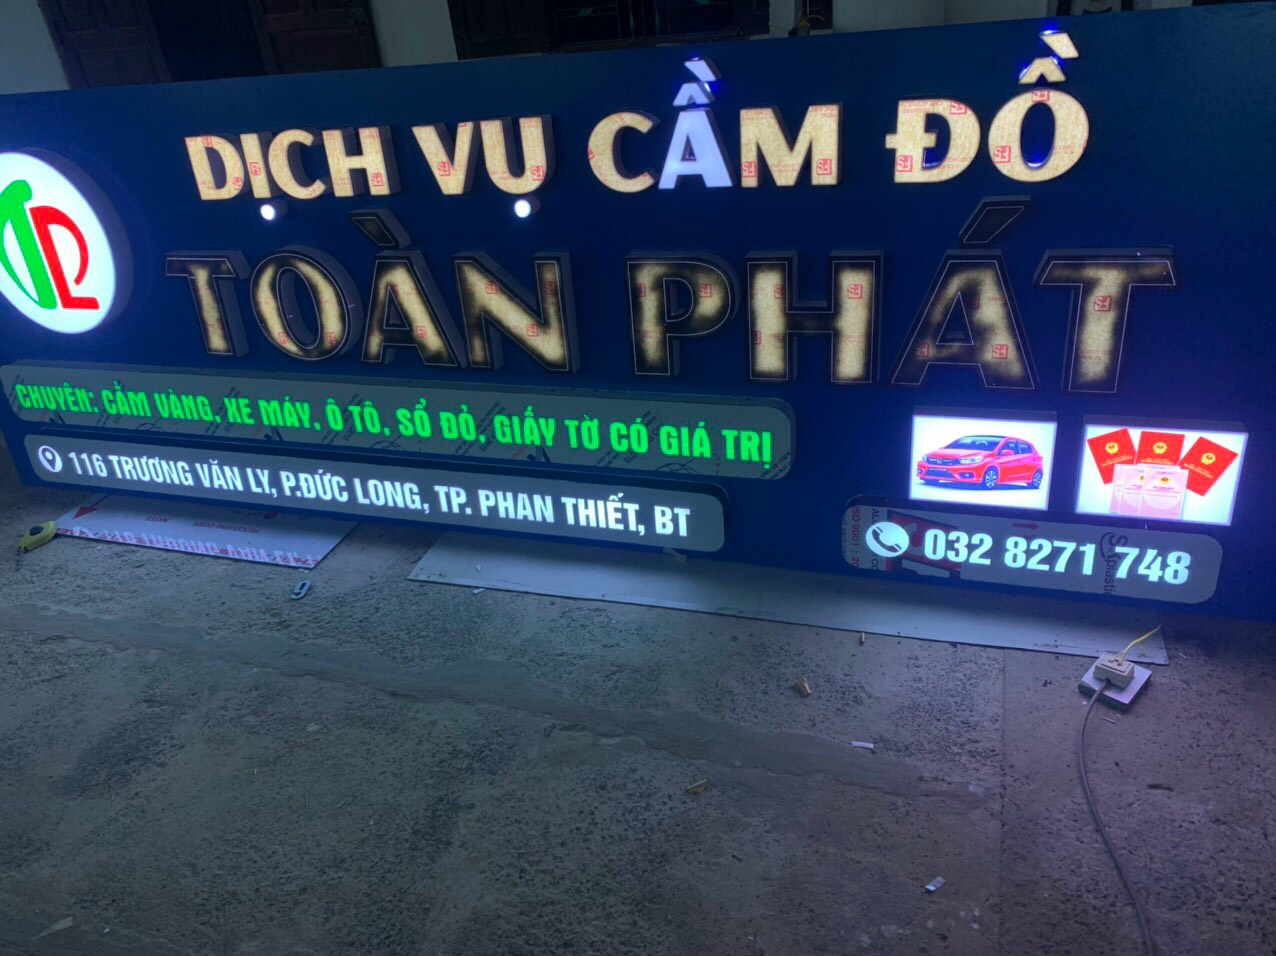 DỊCH VỤ CẦM ĐỒ
TOÀN PHÁT
CHUYÊN: CẦM VÀNG, XE MÁY, Ô TÔ, SỔ ĐỎ, GIẤY TỜ CÓ GIÁ TRỊ
116 TRƯƠNG VĂN LY, P.ĐỨC LONG, TP. PHAN THIẾT, BT
032 8271 748
9